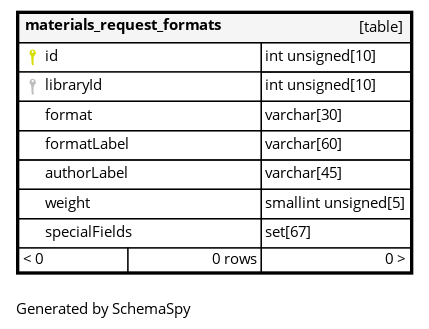 materials_request_formats [table]
id int unsigned[10]
libraryId int unsigned[10]
format varchar[30]
formatLabel varchar[60]
authorLabel varchar[45]
weight smallint unsigned[5]
specialFields set[67]
< 0 0 rows 0 >
Generated by SchemaSpy